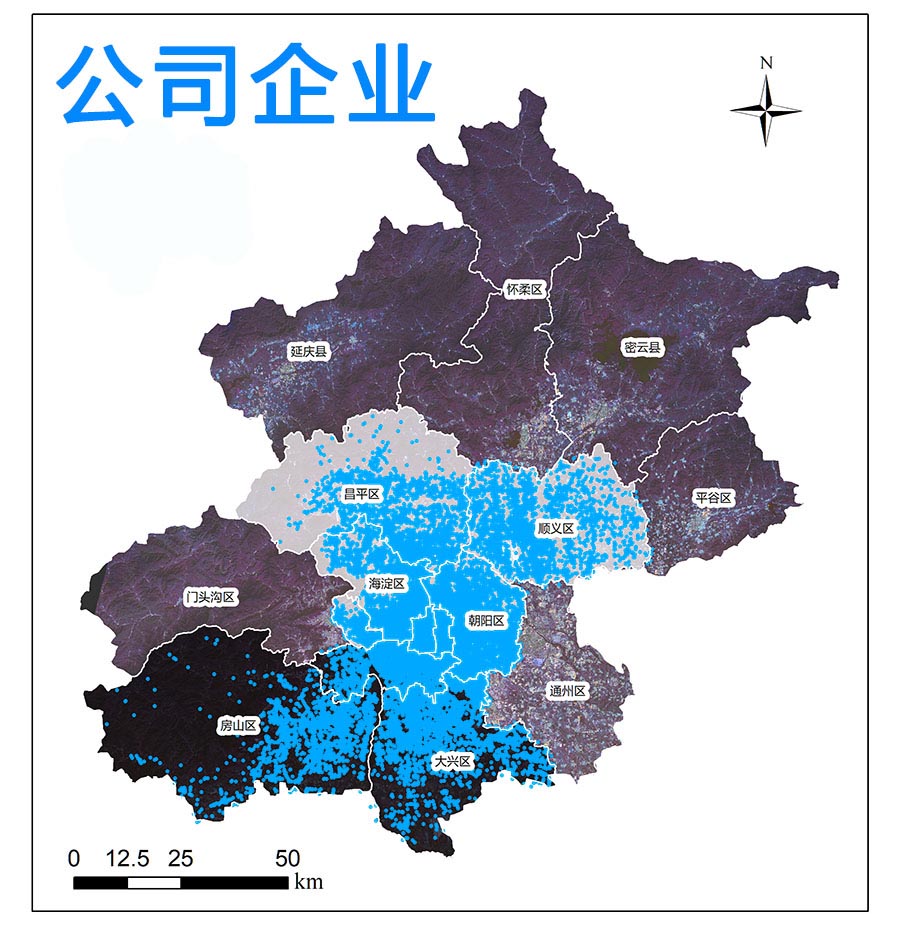 公司企业
N
怀柔区
延庆县
密云县
昌平区
平谷区
顺义区
海淀区
门头沟区
朝阳区
通州区
房山区
大兴区
0 12.5 25 50
km